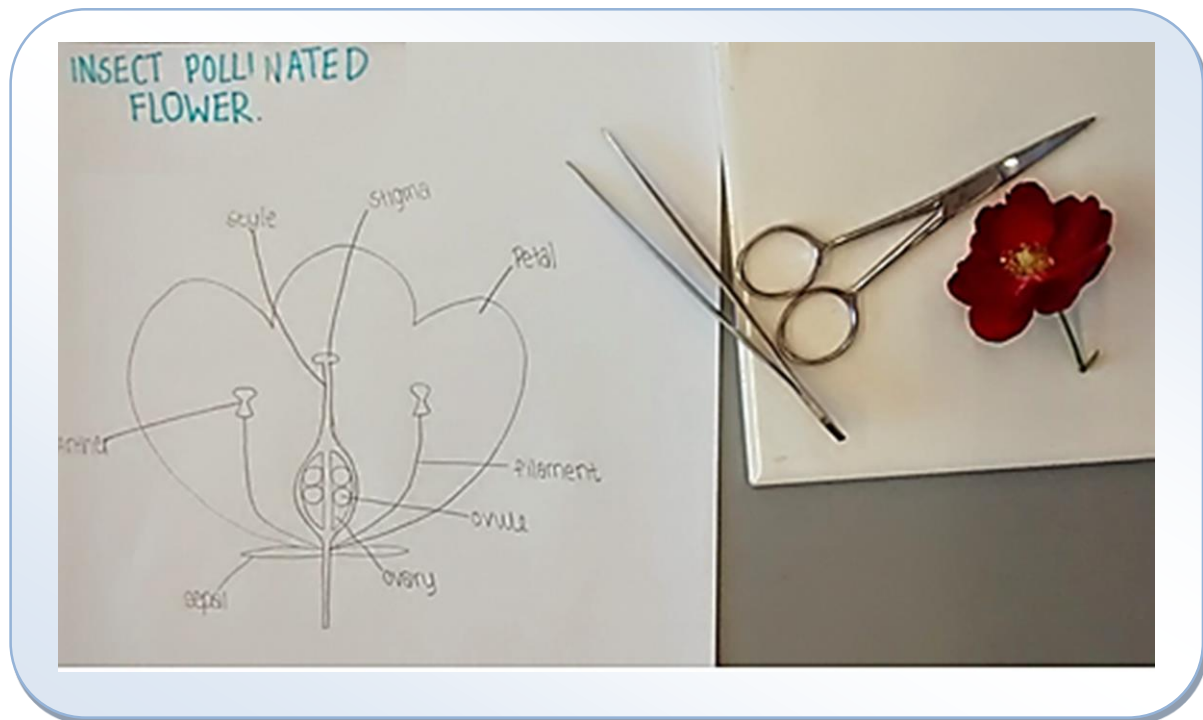 INSECT POLLINATED
FLOWER.
stigma
style
Petal
filament
ovule
ovary
sepal